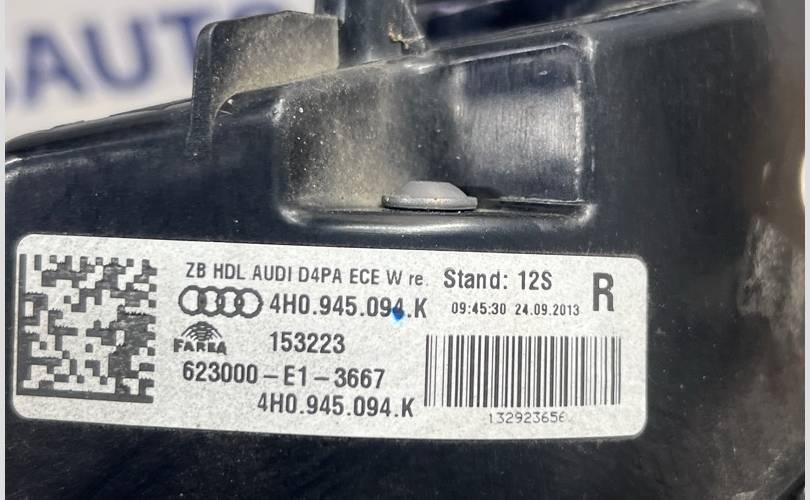 AUTO
ZB HDL AUDI D4PA ECE W re. Stand: 12S R
4H0.945.094.K 09:45:30 24.09.2013
FARBA 153223
623000-E1-3667
4H0.945.094.K
132923656